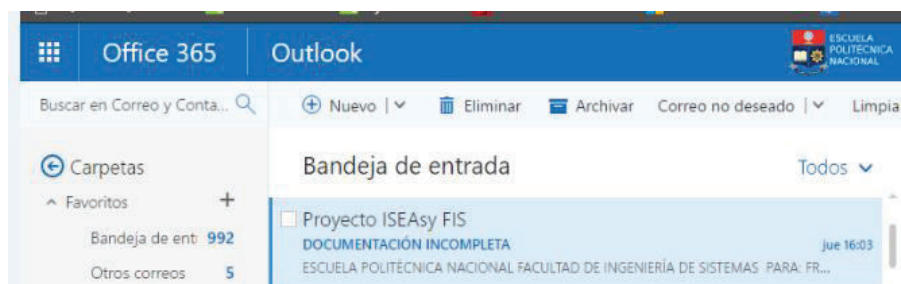 Office 365
Outlook
ESCUELA
POLITÉCNICA
NACIONAL
Buscar en Correo y Conta...
Nuevo
Eliminar
Archivar
Correo no deseado
Limpia
Carpetas
Bandeja de entrada
Todos
Favoritos
Bandeja de ent 992
Otros correos 5
Proyecto ISEAsy FIS
DOCUMENTACIÓN INCOMPLETA
jue 16:03
ESCUELA POLITÉCNICA NACIONAL FACULTAD DE INGENIERÍA DE SISTEMAS PARA: FR...